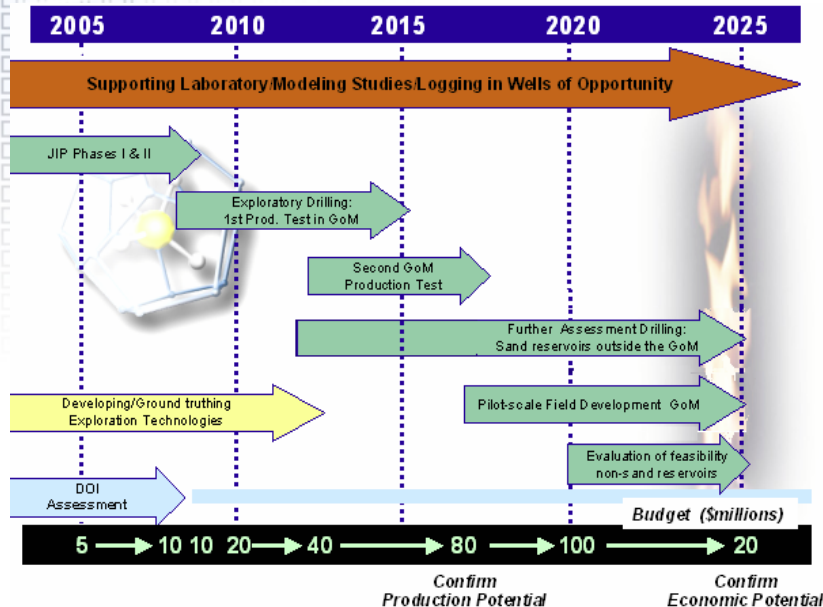 2005 2010 2015 2020 2025
Supporting Laboratory/Modeling Studies/Logging in Wells of Opportunity
JIP Phases I & II
Exploratory Drilling:
1st Prod. Test in GoM
Second GoM
Production Test
Further Assessment Drilling:
Sand reservoirs outside the GoM
Developing/Ground truthing
Exploration Technologies
Pilot-scale Field Development GoM
Evaluation of feasibility
non-sand reservoirs
DOI
Assessment
Budget ($millions)
5 10 10 20 40 80 100 20
Confirm
Production Potential
Confirm
Economic Potential